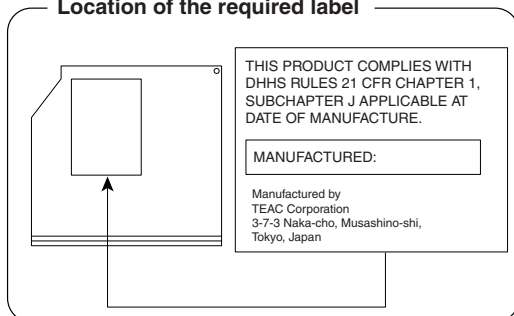 Location of the required label
THIS PRODUCT COMPLIES WITH
DHHS RULES 21 CFR CHAPTER 1,
SUBCHAPTER J APPLICABLE AT
DATE OF MANUFACTURE.
MANUFACTURED:
Manufactured by
TEAC Corporation
3-7-3 Naka-cho, Musashino-shi,
Tokyo, Japan